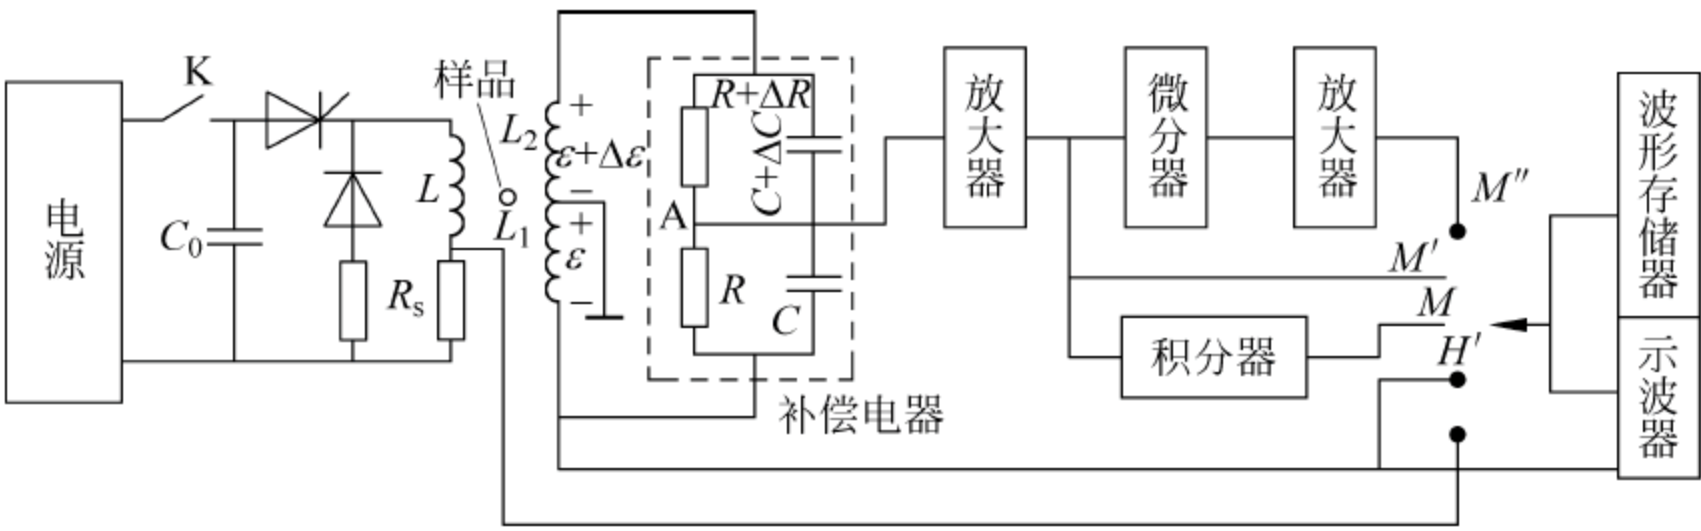 电源
K
C₀
L
Rₛ
样品
L₂
L₁
+
ε+Δε
−
+
ε
−
R+ΔR
C+ΔC
A
R
C
补偿电器
放大器
微分器
放大器
积分器
M″
M′
M
H′
波形存储器
示波器